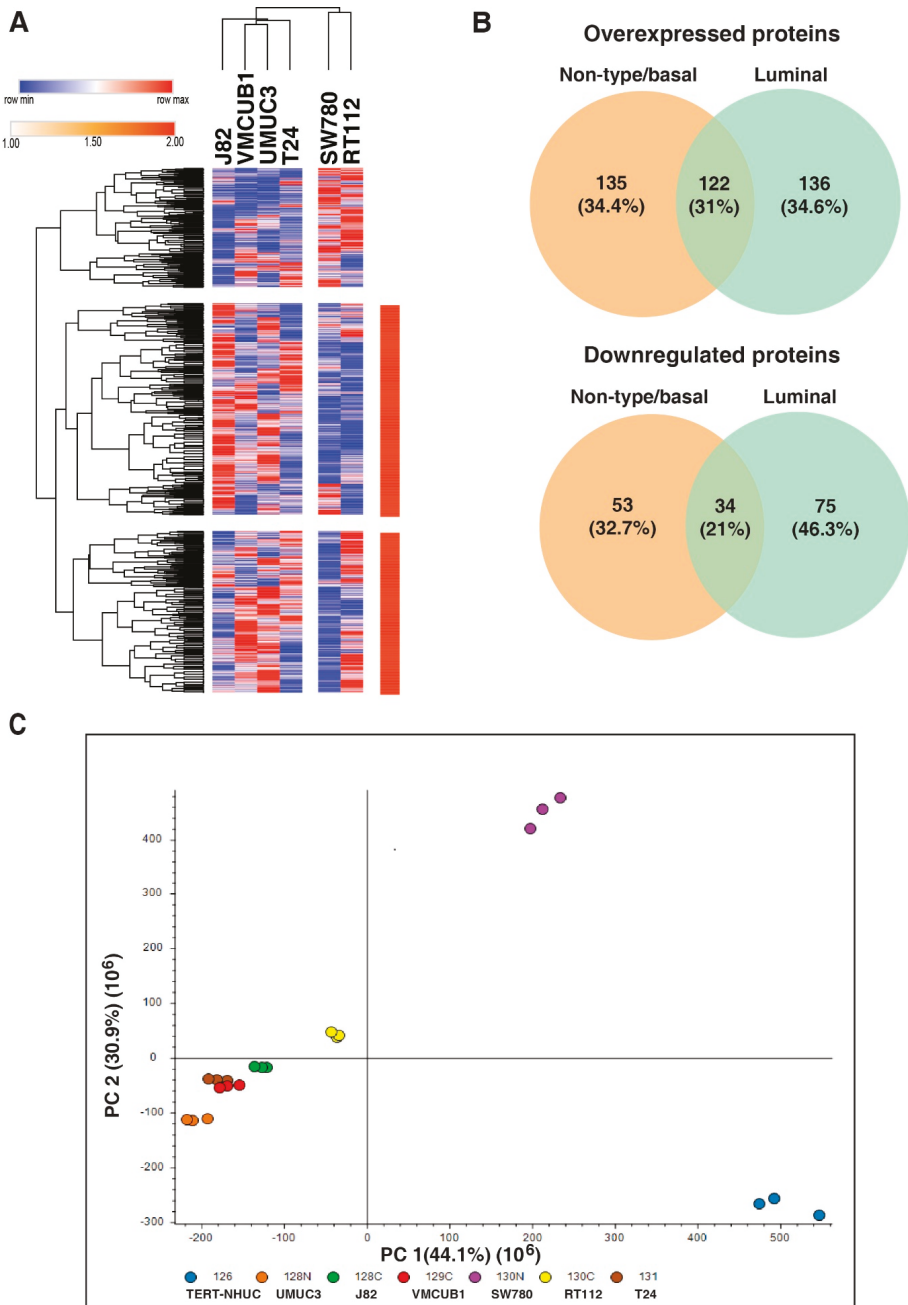 A
row min
row max
1.00
1.50
2.00
J82
VMCUB1
UMUC3
T24
SW780
RT112
B
Overexpressed proteins
Non-type/basal
Luminal
135
(34.4%)
122
(31%)
136
(34.6%)
Downregulated proteins
Non-type/basal
Luminal
53
(32.7%)
34
(21%)
75
(46.3%)
C
PC 2 (30.9%) (10⁶)
400
300
200
100
0
-100
-200
-300
-200
-100
0
100
200
300
400
500
PC 1(44.1%) (10⁶)
126
128N
128C
129C
130N
130C
131
TERT-NHUC
UMUC3
J82
VMCUB1
SW780
RT112
T24